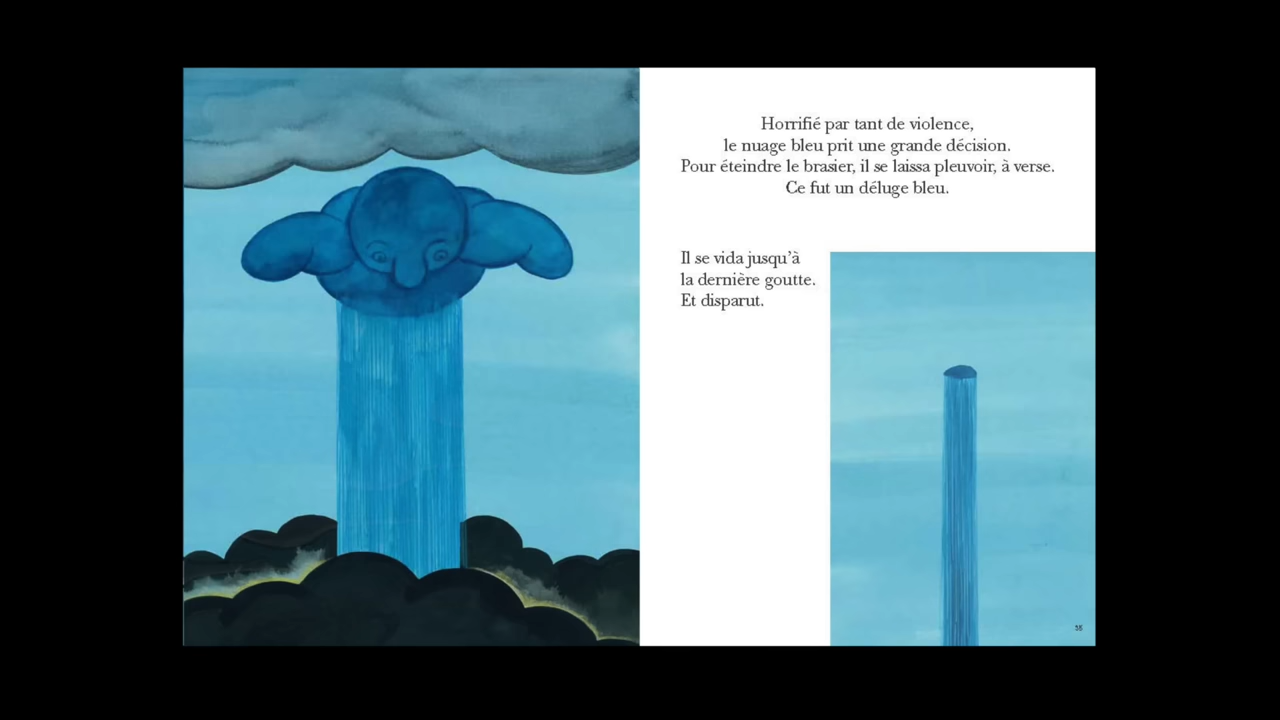 Horrifié par tant de violence,
le nuage bleu prit une grande décision.
Pour éteindre le brasier, il se laissa pleuvoir, à verse.
Ce fut un déluge bleu.
Il se vida jusqu'à
la dernière goutte.
Et disparut.
55